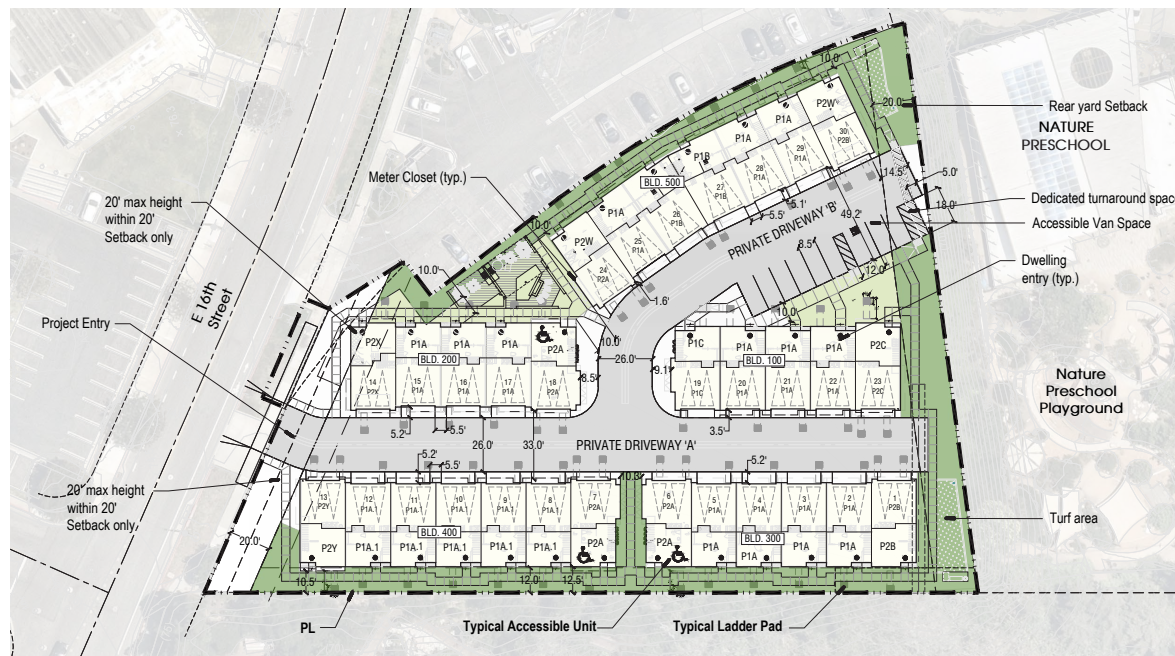 10.0'
20.0'
Rear yard Setback
NATURE
PRESCHOOL
P2W
P1A
P1A
P1A
P1B
P1A
P2W
30
P2B
29
P1A
28
P1A
27
P1B
26
P1B
25
P1A
24
P2A
BLD. 500
Meter Closet (typ.)
14.5'
5.0'
18.0'
Dedicated turnaround space
Accessible Van Space
20' max height
within 20'
Setback only
5.1'
5.5'
49.2'
PRIVATE DRIVEWAY 'B'
8.5'
12.0'
Dwelling
entry (typ.)
10.0'
10.0'
1.6'
10.0'
10.0'
E 16th
Street
Project Entry
P2X
P1A
P1A
P1A
P2A
BLD. 200
14
P2X
15
P1A
16
P1A
17
P1A
18
P2A
8.5'
26.0'
9.1'
P1C
P1A
P1A
P1A
P2C
BLD. 100
19
P1C
20
P1A
21
P1A
22
P1A
23
P2C
Nature
Preschool
Playground
5.2'
5.5'
26.0'
33.0'
3.5'
PRIVATE DRIVEWAY 'A'
5.2'
5.5'
10.3'
5.2'
20' max height
within 20'
Setback only
20.0'
13
P2Y
12
P1A.1
11
P1A.1
10
P1A.1
9
P1A.1
8
P1A.1
7
P2A
P2Y
P1A.1
P1A.1
P1A.1
P1A.1
P1A.1
P2A
BLD. 400
6
P2A
5
P1A
4
P1A
3
P1A
2
P1A
1
P2B
P2A
P1A
P1A
P1A
P1A
P2B
BLD. 300
Turf area
10.5'
12.0'
12.5'
PL
Typical Accessible Unit
Typical Ladder Pad